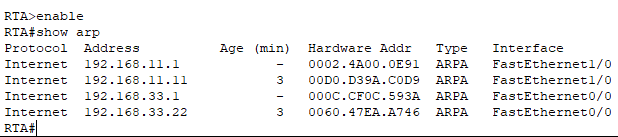 RTA>enable
RTA#show arp
Protocol  Address          Age (min)  Hardware Addr   Type   Interface
Internet  192.168.11.1            -   0002.4A00.0E91  ARPA   FastEthernet1/0
Internet  192.168.11.11           3   00D0.D39A.C0D9  ARPA   FastEthernet1/0
Internet  192.168.33.1            -   000C.CF0C.593A  ARPA   FastEthernet0/0
Internet  192.168.33.22           3   0060.47EA.A746  ARPA   FastEthernet0/0
RTA#